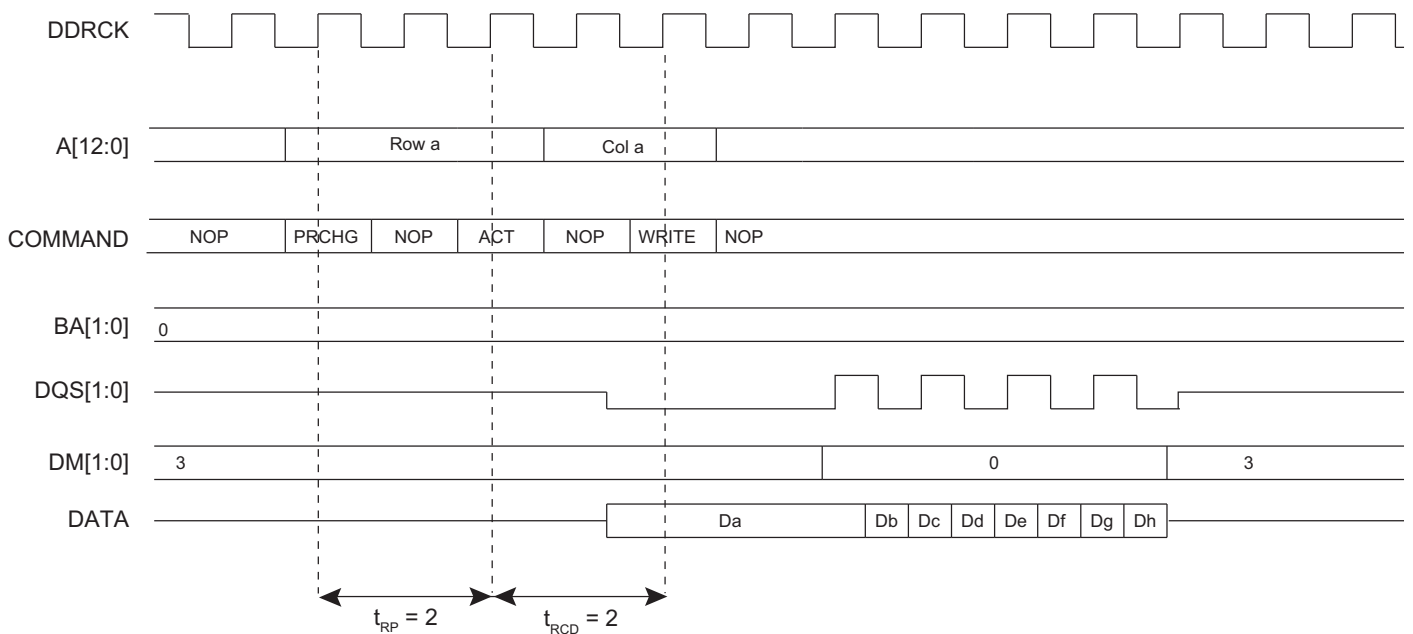 DDRCK
A[12:0] Row a Col a
COMMAND NOP PRCHG NOP ACT NOP WRITE NOP
BA[1:0] 0
DQS[1:0]
DM[1:0] 3 0 3
DATA Da Db Dc Dd De Df Dg Dh
tRP = 2 tRCD = 2